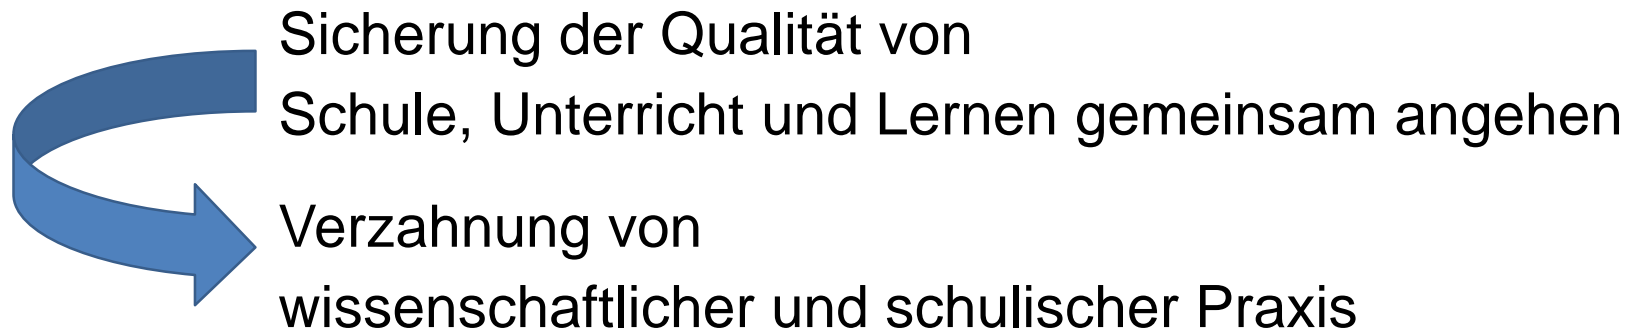 Sicherung der Qualität von
Schule, Unterricht und Lernen gemeinsam angehen
Verzahnung von
wissenschaftlicher und schulischer Praxis